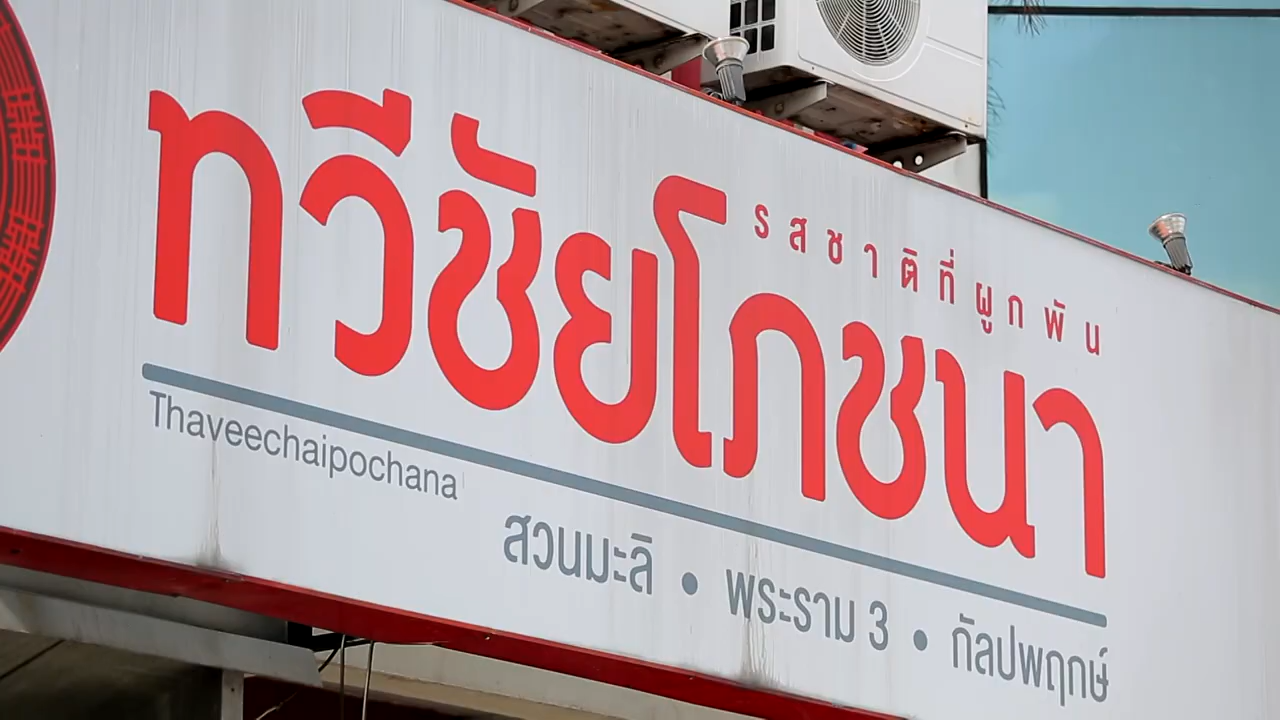 รสชาติที่ผูกพัน
ทวีชัยโภชนา
Thaveechaipochana
สวนมะลิ • พระราม 3 • กัลปพฤกษ์